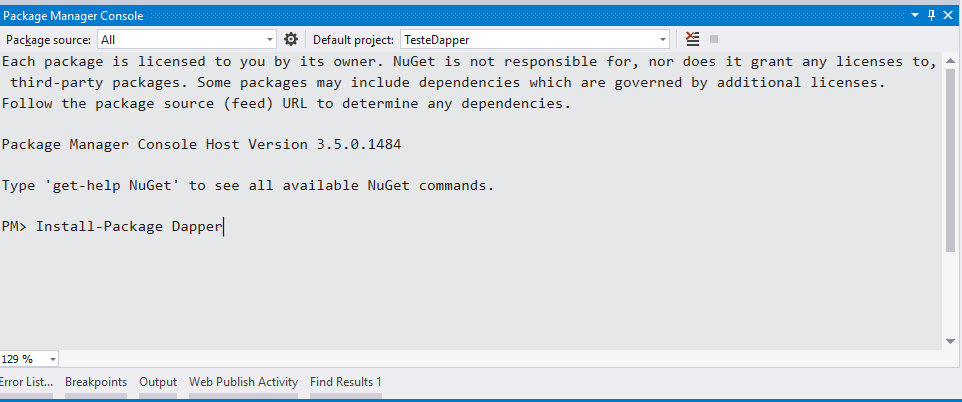 Package Manager Console
Package source: All Default project: TesteDapper
Each package is licensed to you by its owner. NuGet is not responsible for, nor does it grant any licenses to,
third-party packages. Some packages may include dependencies which are governed by additional licenses.
Follow the package source (feed) URL to determine any dependencies.
Package Manager Console Host Version 3.5.0.1484
Type 'get-help NuGet' to see all available NuGet commands.
PM> Install-Package Dapper
129 %
Error List... Breakpoints Output Web Publish Activity Find Results 1